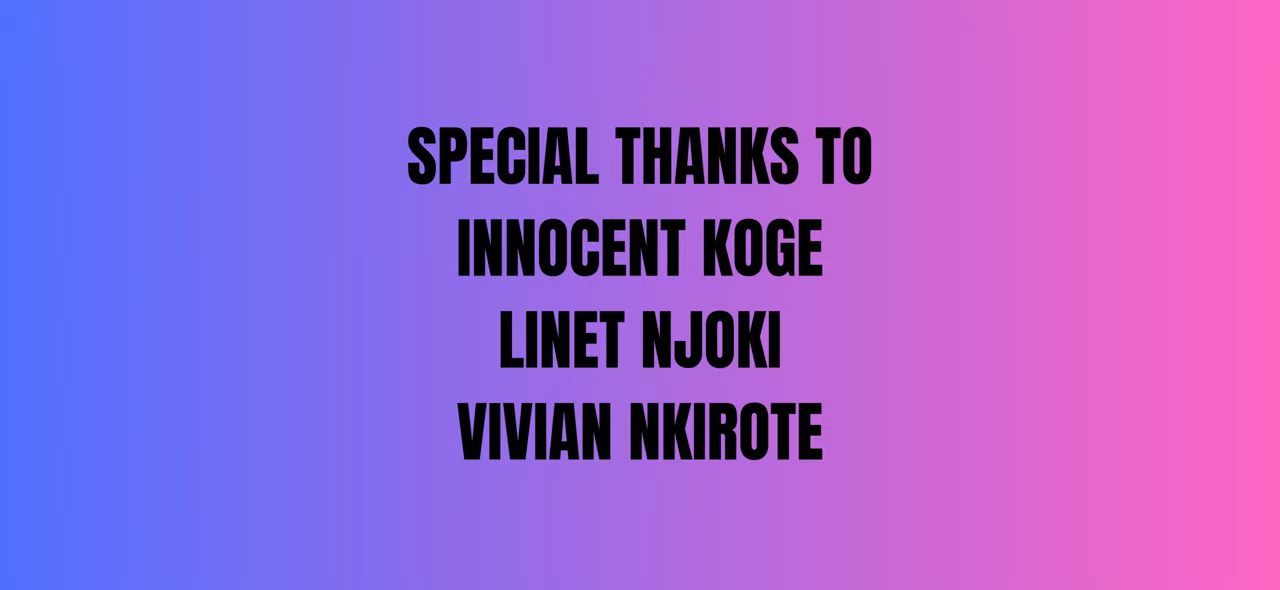 SPECIAL THANKS TO
INNOCENT KOGE
LINET NJOKI
VIVIAN NKIROTE